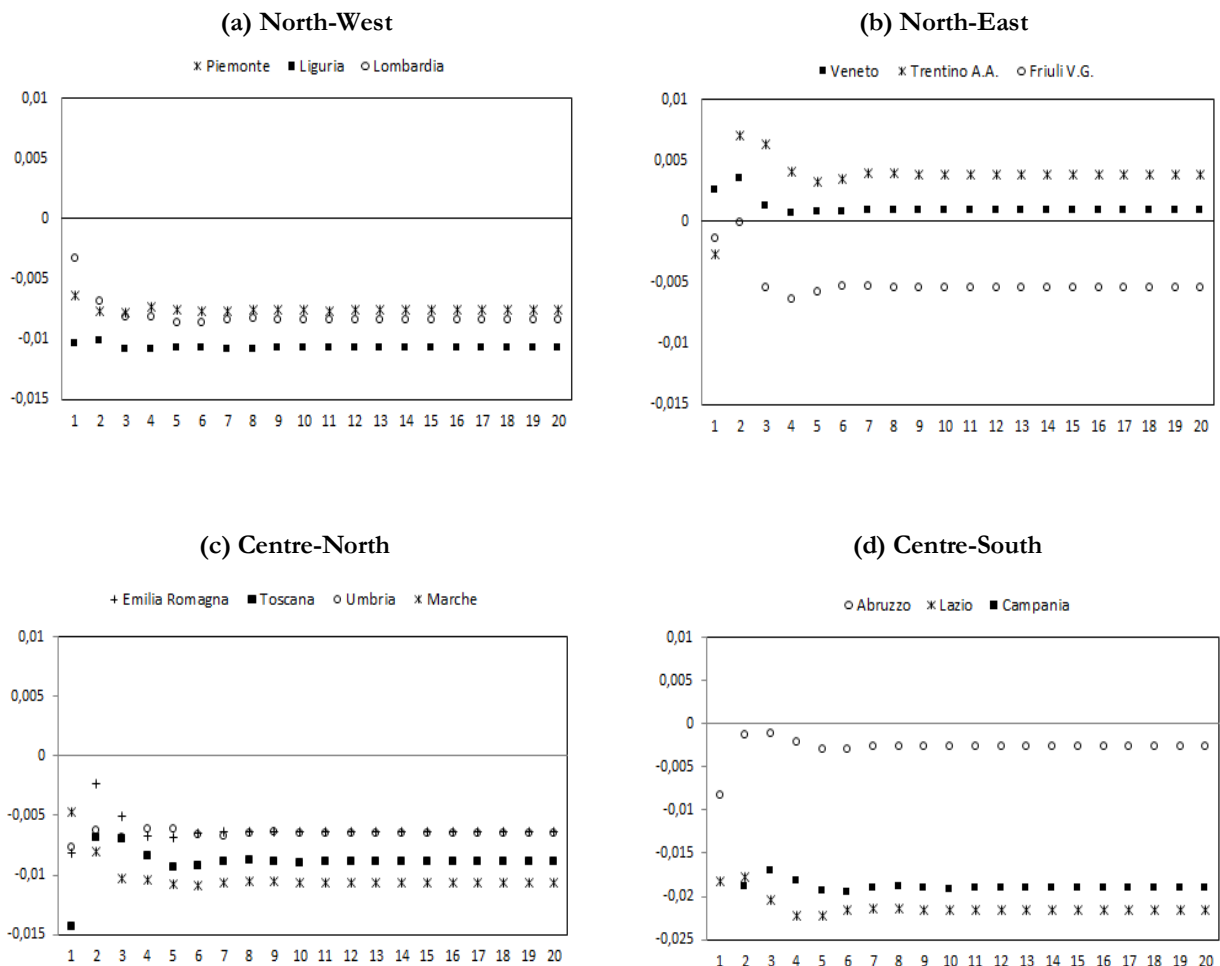 (a) North-West
Piemonte Liguria Lombardia
0,01
0,005
0
-0,005
-0,01
-0,015
1 2 3 4 5 6 7 8 9 10 11 12 13 14 15 16 17 18 19 20
(b) North-East
Veneto Trentino A.A. Friuli V.G.
0,01
0,005
0
-0,005
-0,01
-0,015
1 2 3 4 5 6 7 8 9 10 11 12 13 14 15 16 17 18 19 20
(c) Centre-North
Emilia Romagna Toscana Umbria Marche
0,01
0,005
0
-0,005
-0,01
-0,015
1 2 3 4 5 6 7 8 9 10 11 12 13 14 15 16 17 18 19 20
(d) Centre-South
Abruzzo Lazio Campania
0,01
0,005
0
-0,005
-0,01
-0,015
-0,02
-0,025
1 2 3 4 5 6 7 8 9 10 11 12 13 14 15 16 17 18 19 20